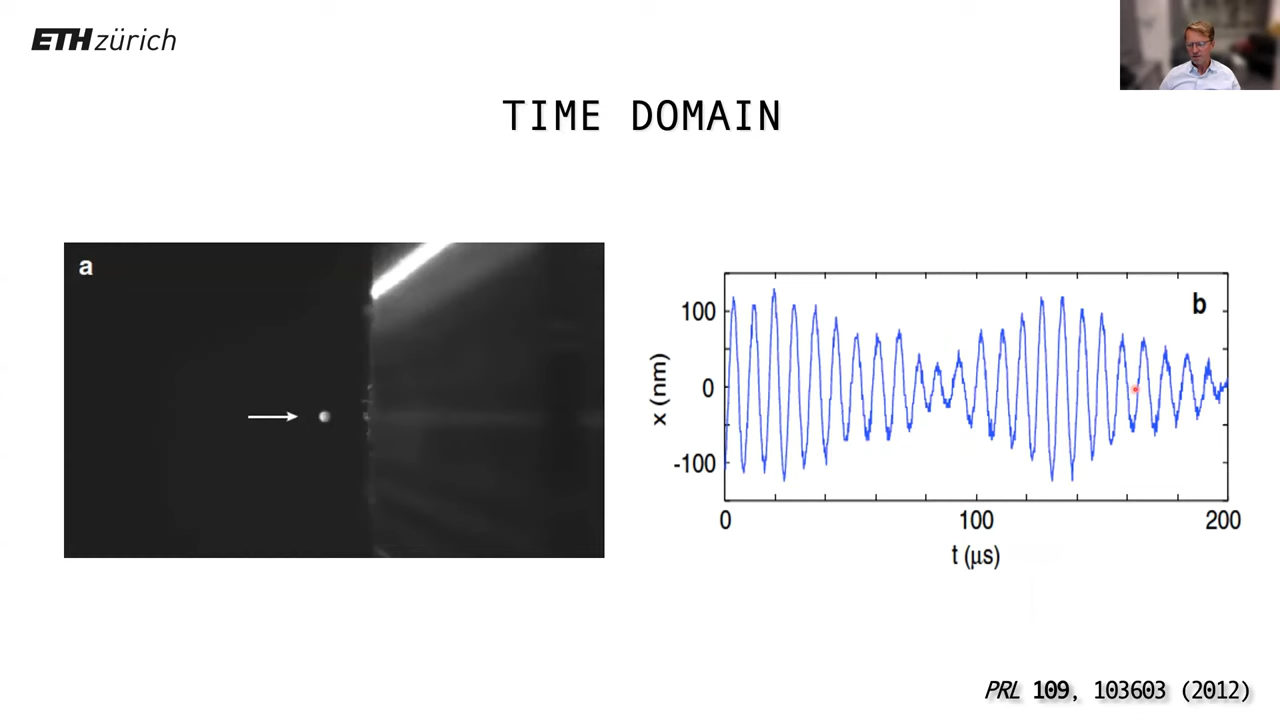 ETH zürich
TIME DOMAIN
a
b
100
0
-100
x (nm)
0
100
200
t (μs)
PRL 109, 103603 (2012)